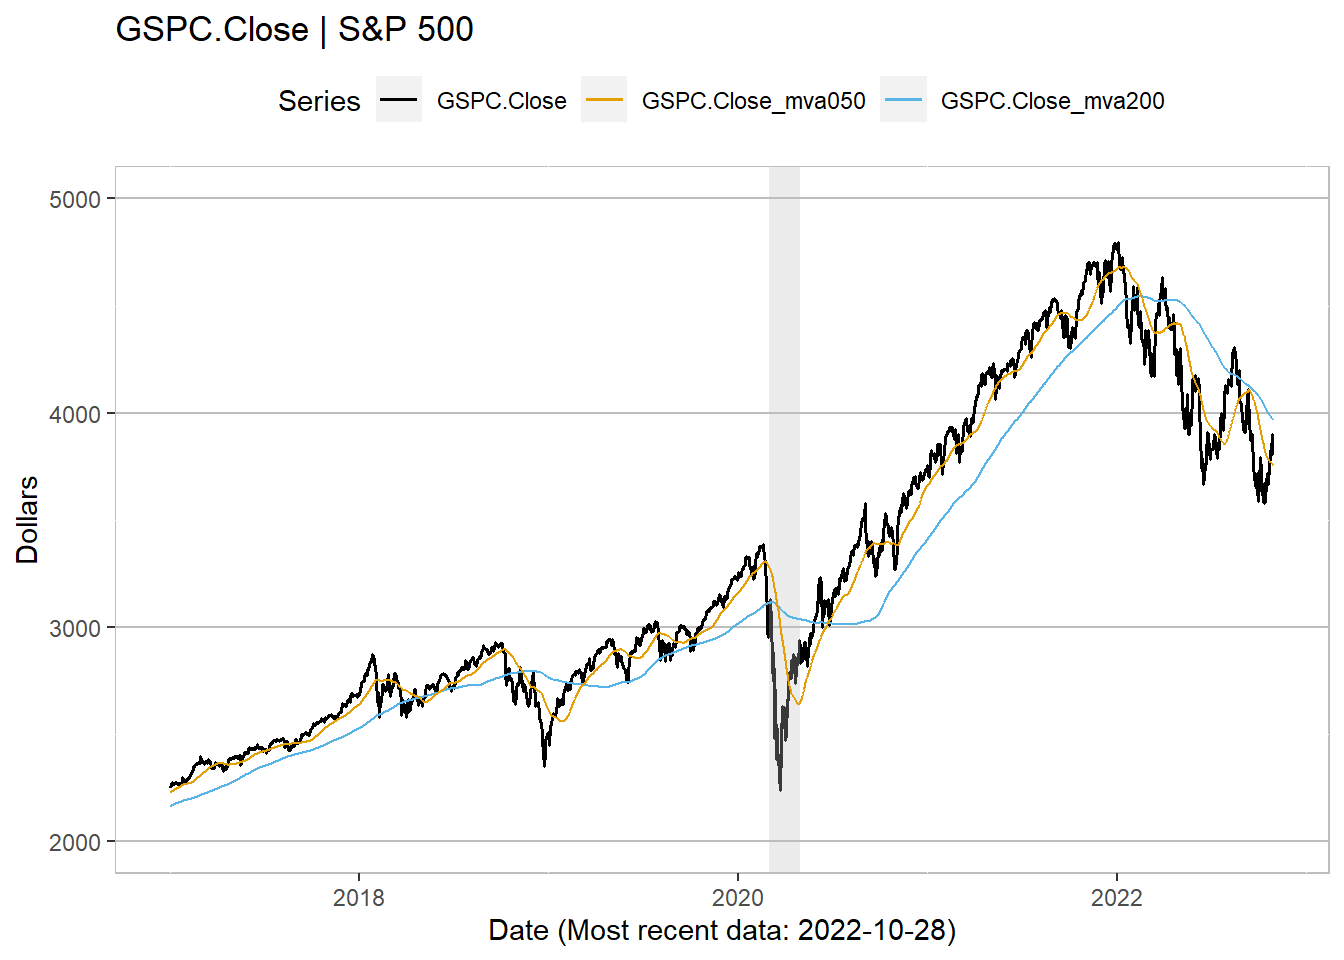 GSPC.Close | S&P 500
Series GSPC.Close GSPC.Close_mva050 GSPC.Close_mva200
5000
4000
3000
2000
Dollars
2018 2020 2022
Date (Most recent data: 2022-10-28)